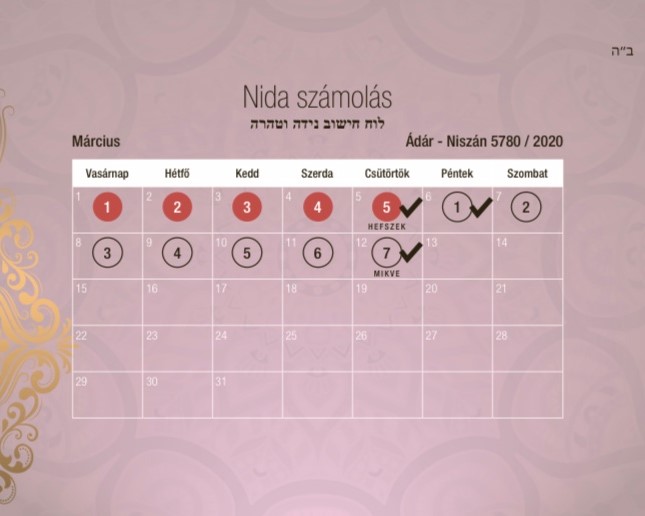 ב״ה
Nida számolás
לוח חישוב נידה וטהרה
Március Ádár - Niszán 5780 / 2020
Vasárnap Hétfő Kedd Szerda Csütörtök Péntek Szombat
1 2 3 4 5 6 7
1 2 3 4 5 1 2
HEFSZEK
8 9 10 11 12 13 14
3 4 5 6 7
MIKVE
15 16 17 18 19 20 21
22 23 24 25 26 27 28
29 30 31